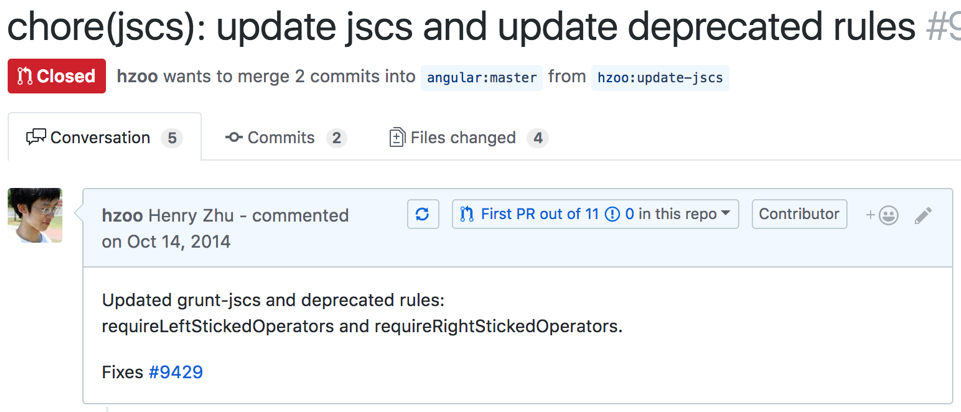 chore(jscs): update jscs and update deprecated rules #9
Closed hzoo wants to merge 2 commits into angular:master from hzoo:update-jscs
Conversation 5 Commits 2 Files changed 4
hzoo Henry Zhu - commented First PR out of 11 0 in this repo Contributor
on Oct 14, 2014
Updated grunt-jscs and deprecated rules:
requireLeftStickedOperators and requireRightStickedOperators.
Fixes #9429